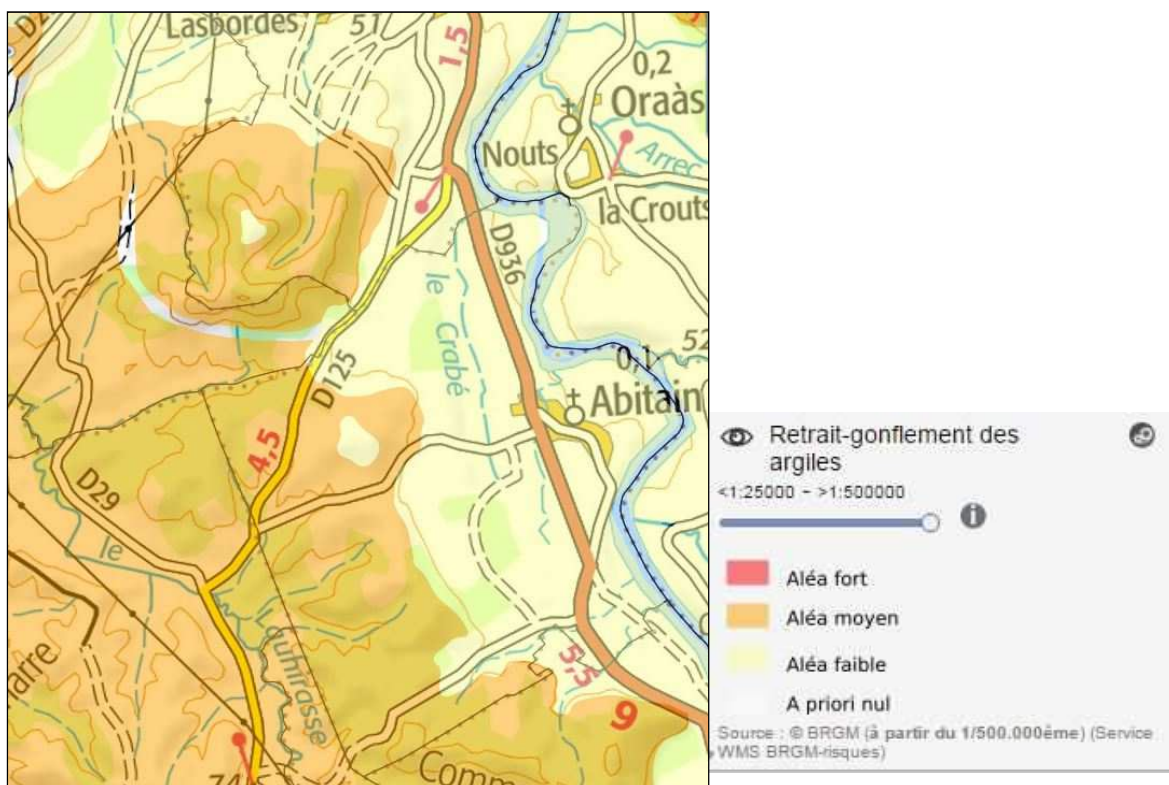 Lasbordes
51
1,5
0,2
Oraàs
Nouts
Arrec
la Crouts
D936
le Crabé
52
0,1
Abitain
D125
4,5
D29
le
Lauhirasse
5,5
9
Comm
Retrait-gonflement des
argiles
<1:25000 - >1:500000
Aléa fort
Aléa moyen
Aléa faible
A priori nul
Source : © BRGM (à partir du 1/500.000ème) (Service
WMS BRGM-risques)